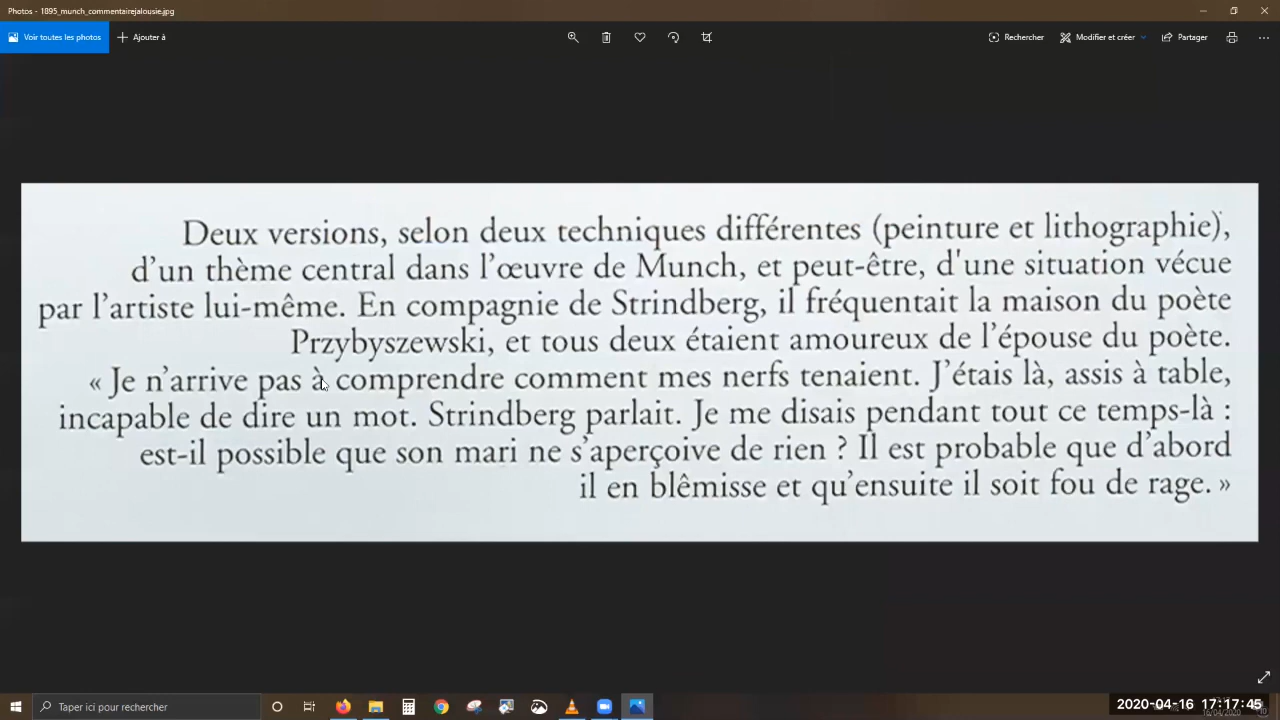 Photos - 1895_munch_commentairejalousie.jpg
Voir toutes les photos
Ajouter à
Rechercher
Modifier et créer
Partager
Deux versions, selon deux techniques différentes (peinture et lithographie),
d’un thème central dans l’œuvre de Munch, et peut-être, d'une situation vécue
par l’artiste lui-même. En compagnie de Strindberg, il fréquentait la maison du poète
Przybyszewski, et tous deux étaient amoureux de l’épouse du poète.
« Je n’arrive pas à comprendre comment mes nerfs tenaient. J’étais là, assis à table,
incapable de dire un mot. Strindberg parlait. Je me disais pendant tout ce temps-là :
est-il possible que son mari ne s’aperçoive de rien ? Il est probable que d’abord
il en blêmisse et qu’ensuite il soit fou de rage. »
Taper ici pour rechercher
2020-04-16 17:17:45
16/04/2020